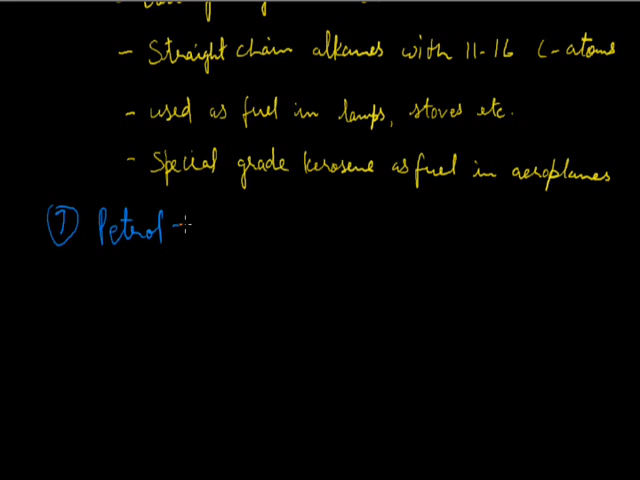 - Straight chain alkanes with 11-16 C-atoms
- used as fuel in lamps, stoves etc.
- Special grade kerosene as fuel in aeroplanes
⑦ Petrol -